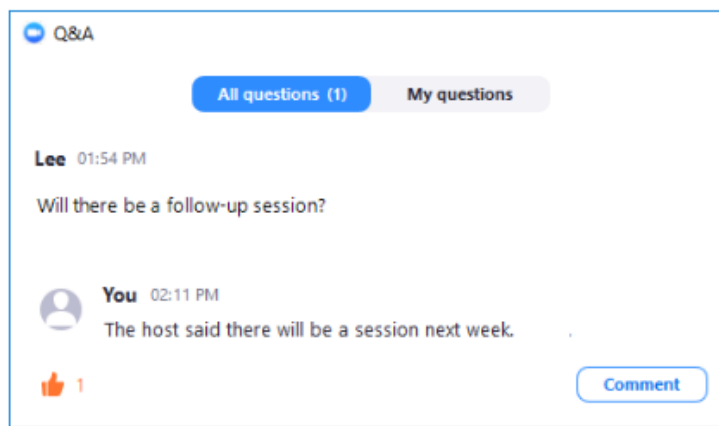 Q&A
All questions (1) My questions
Lee 01:54 PM
Will there be a follow-up session?
You 02:11 PM
The host said there will be a session next week.
1 Comment